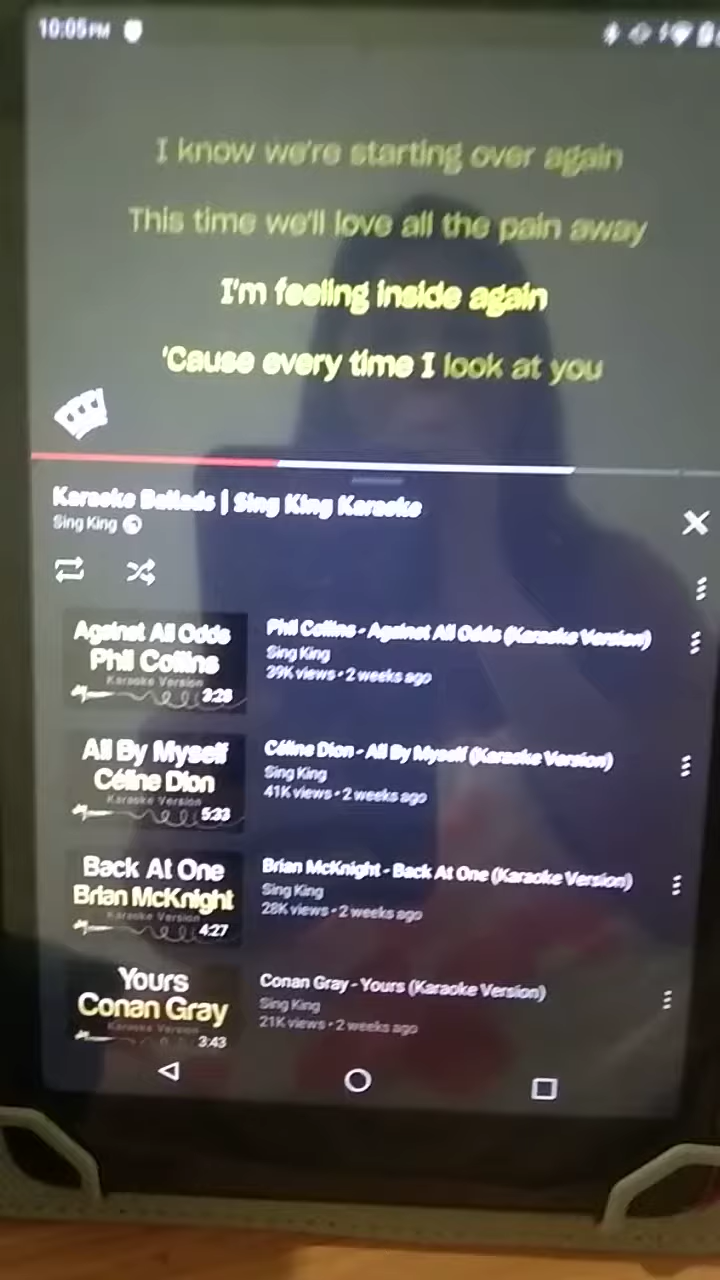 10:05 PM
I know we're starting over again
This time we'll love all the pain away
I'm feeling inside again
'Cause every time I look at you
Karaoke Ballads | Sing King Karaoke
Sing King
Against All Odds
Phil Collins
Karaoke Version
3:28
Phil Collins - Against All Odds (Karaoke Version)
Sing King
39K views • 2 weeks ago
All By Myself
Céline Dion
Karaoke Version
5:33
Céline Dion - All By Myself (Karaoke Version)
Sing King
41K views • 2 weeks ago
Back At One
Brian McKnight
Karaoke Version
4:27
Brian McKnight - Back At One (Karaoke Version)
Sing King
28K views • 2 weeks ago
Yours
Conan Gray
Karaoke Version
3:43
Conan Gray - Yours (Karaoke Version)
Sing King
21K views • 2 weeks ago